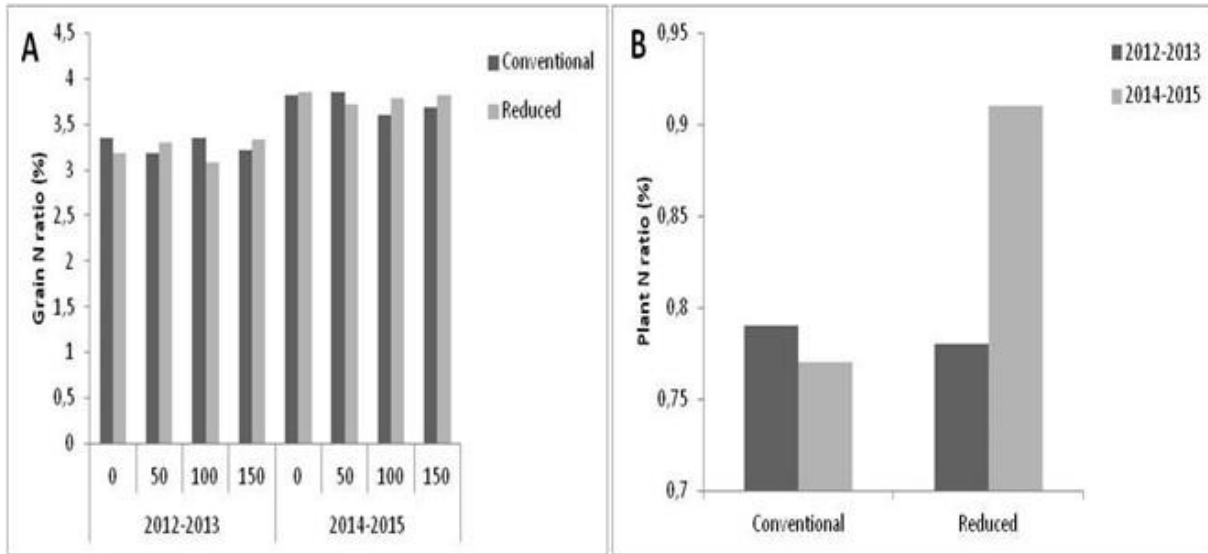 A
Grain N ratio (%)
4,5
4
3,5
3
2,5
2
1,5
1
0,5
0
0 50 100 150 0 50 100 150
2012-2013 2014-2015
Conventional
Reduced
B
Plant N ratio (%)
0,95
0,9
0,85
0,8
0,75
0,7
Conventional Reduced
2012-2013
2014-2015